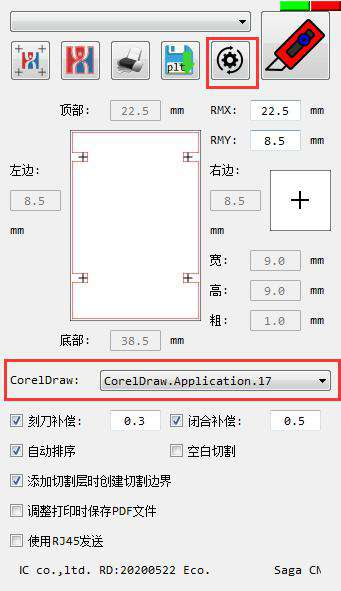 plt
顶部: 22.5 mm RMX: 22.5 mm
RMY: 8.5 mm
左边: 右边:
8.5 8.5
mm mm
宽: 9.0 mm
高: 9.0 mm
粗: 1.0 mm
底部: 38.5 mm
CorelDraw: CorelDraw.Application.17
刻刀补偿: 0.3 闭合补偿: 0.5
自动排序 空白切割
添加切割层时创建切割边界
调整打印时保存PDF文件
使用RJ45发送
IC co.,ltd. RD:20200522 Eco. Saga CN